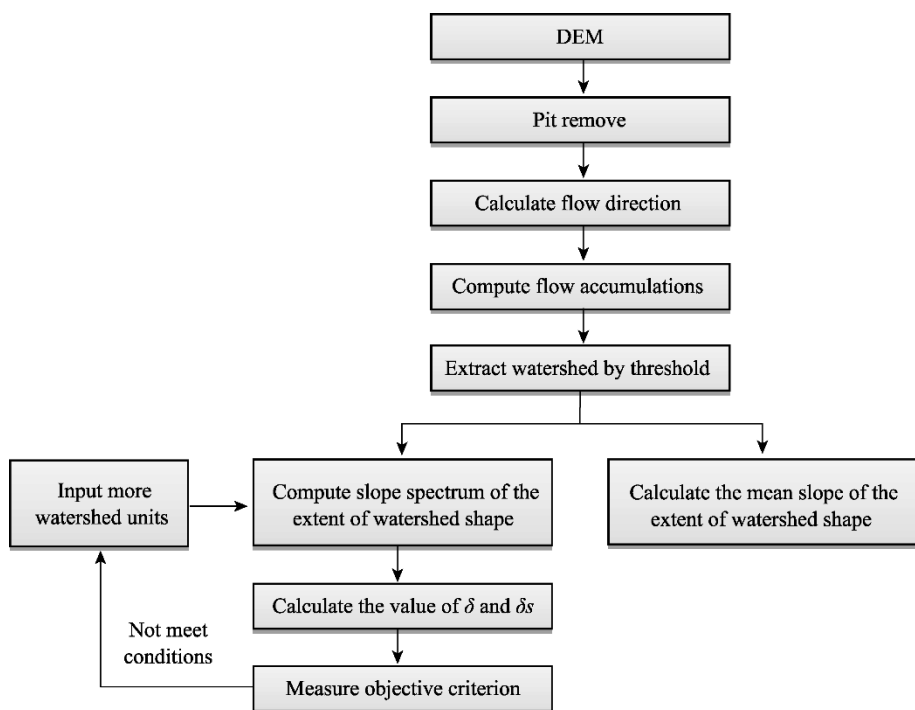 DEM
Pit remove
Calculate flow direction
Compute flow accumulations
Extract watershed by threshold
Input more
watershed units
Compute slope spectrum of the
extent of watershed shape
Calculate the mean slope of the
extent of watershed shape
Calculate the value of δ and δs
Not meet
conditions
Measure objective criterion